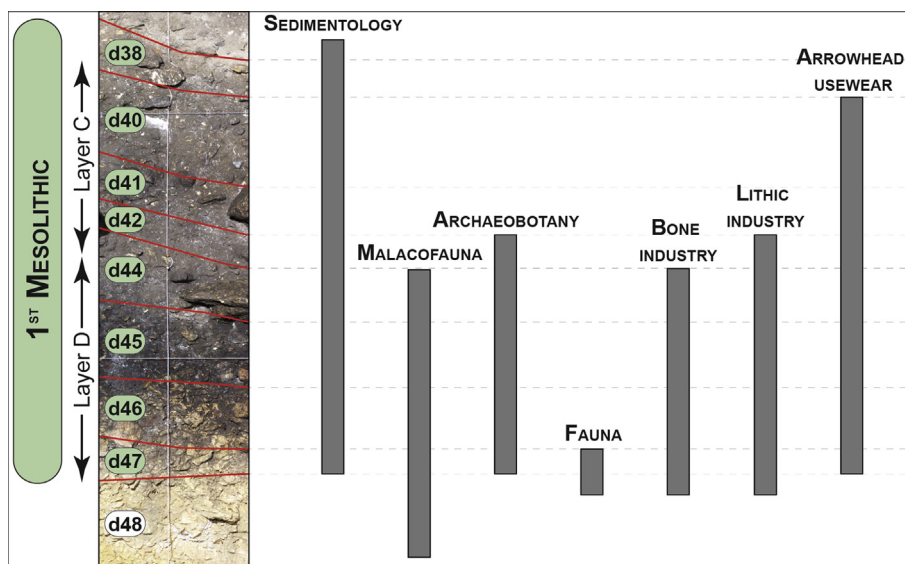 1ST MESOLITHIC
Layer C
Layer D
d38
d40
d41
d42
d44
d45
d46
d47
d48
SEDIMENTOLOGY
MALACOFAUNA
ARCHAEOBOTANY
FAUNA
BONE
INDUSTRY
LITHIC
INDUSTRY
ARROWHEAD
USEWEAR